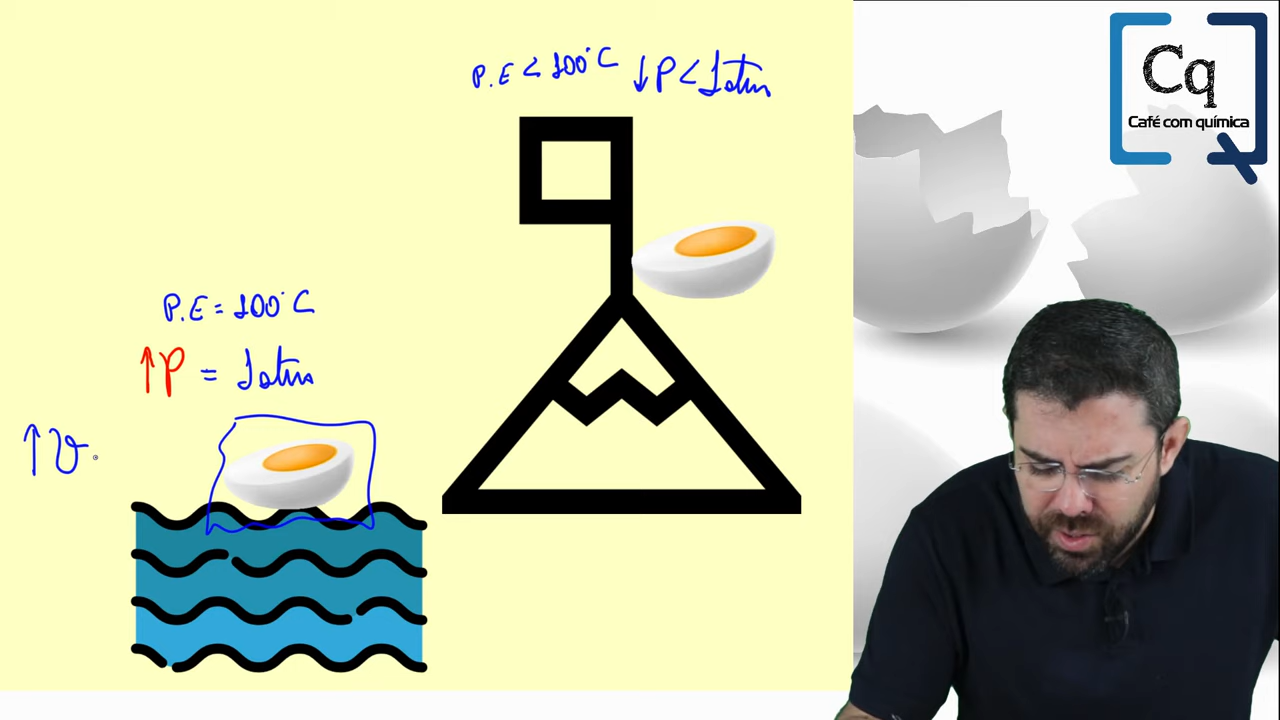 P.E < 100°C ↓P < 1atm
P.E = 100°C
↑P = 1atm
↑v
Cq
Café com química